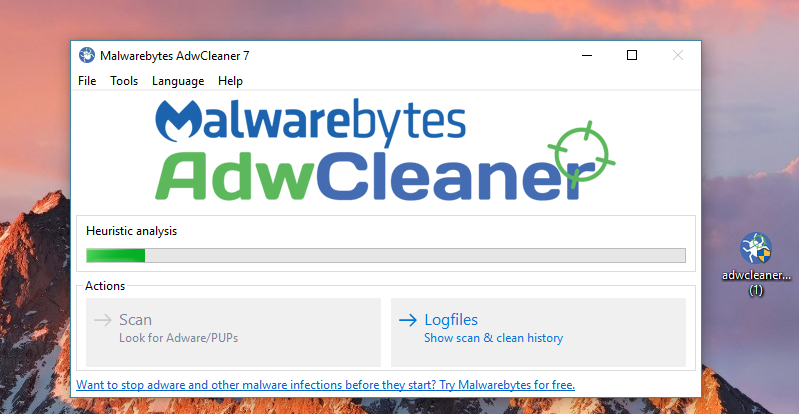 Malwarebytes AdwCleaner 7
File Tools Language Help
Malwarebytes
AdwCleaner
Heuristic analysis
Actions
Scan
Look for Adware/PUPs
Logfiles
Show scan & clean history
Want to stop adware and other malware infections before they start? Try Malwarebytes for free.
adwcleaner...
(1)